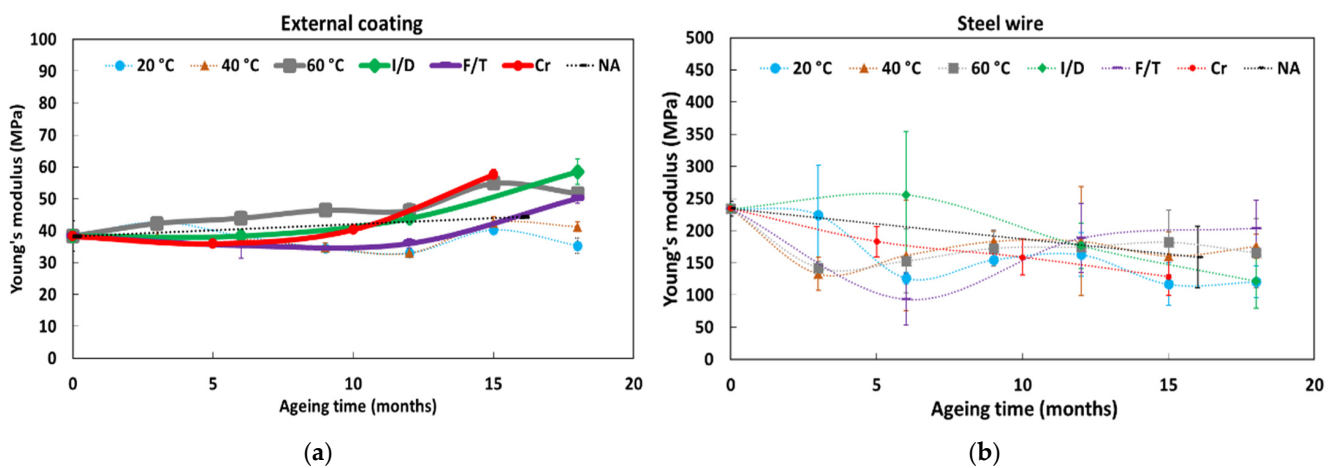 External coating
100
90
80
70
60
50
40
30
20
10
0
Young's modulus (MPa)
20 °C 40 °C 60 °C I/D F/T Cr NA
0 5 10 15 20
Ageing time (months)
(a)
Steel wire
500
450
400
350
300
250
200
150
100
50
0
Young's modulus (MPa)
20 °C 40 °C 60 °C I/D F/T Cr NA
0 5 10 15 20
Ageing time (months)
(b)